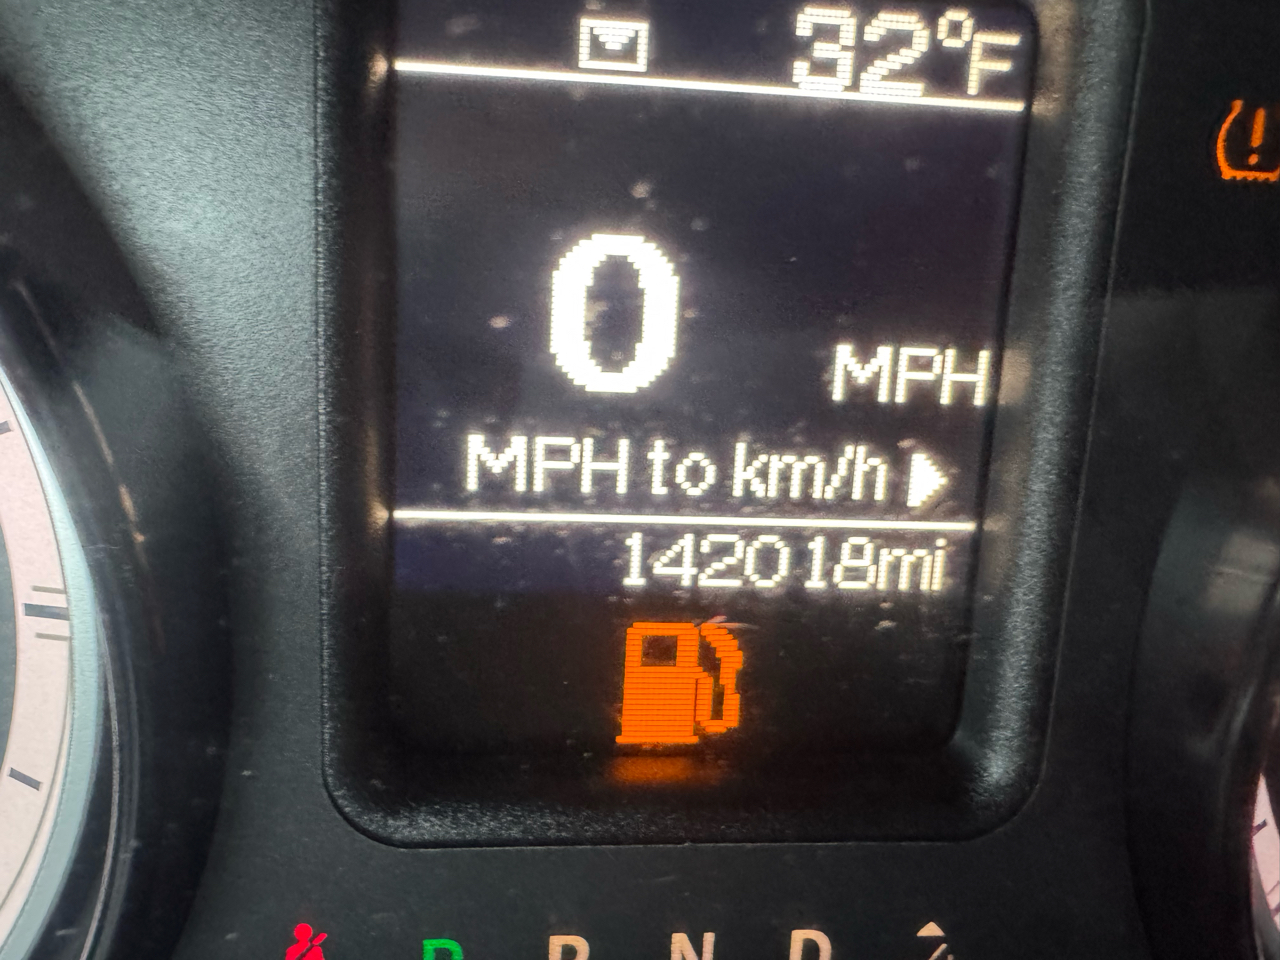 32°F
!
0
MPH
MPH to km/h
142018mi
P R N D